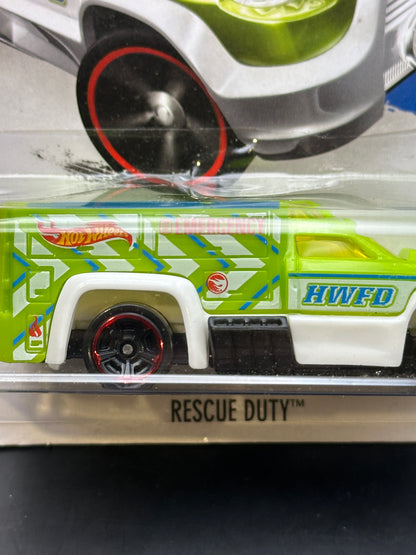 Hot Wheels
EMERGENCY
HWFD
RESCUE DUTY™